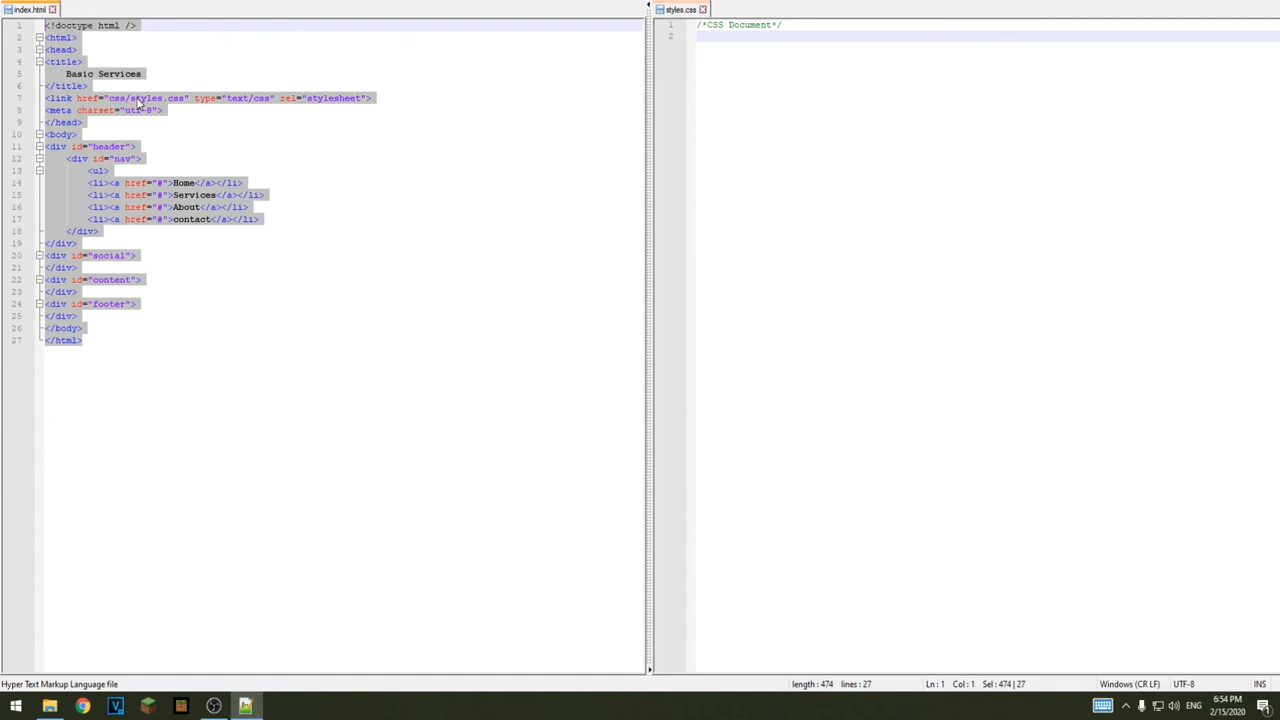 index.html
styles.css
1 <!doctype html />
2 <html>
3 <head>
4 <title>
5 Basic Services
6 </title>
7 <link href="css/styles.css" type="text/css" rel="stylesheet">
8 <meta charset="utf-8">
9 </head>
10 <body>
11 <div id="header">
12 <div id="nav">
13 <ul>
14 <li><a href="#">Home</a></li>
15 <li><a href="#">Services</a></li>
16 <li><a href="#">About</a></li>
17 <li><a href="#">contact</a></li>
18 </div>
19 </div>
20 <div id="social">
21 </div>
22 <div id="content">
23 </div>
24 <div id="footer">
25 </div>
26 </body>
27 </html>
1 /*CSS Document*/
2
Hyper Text Markup Language file
length : 474 lines : 27
Ln : 1 Col : 1 Sel : 474 | 27
Windows (CR LF)
UTF-8
INS
ENG
6:54 PM
2/15/2020